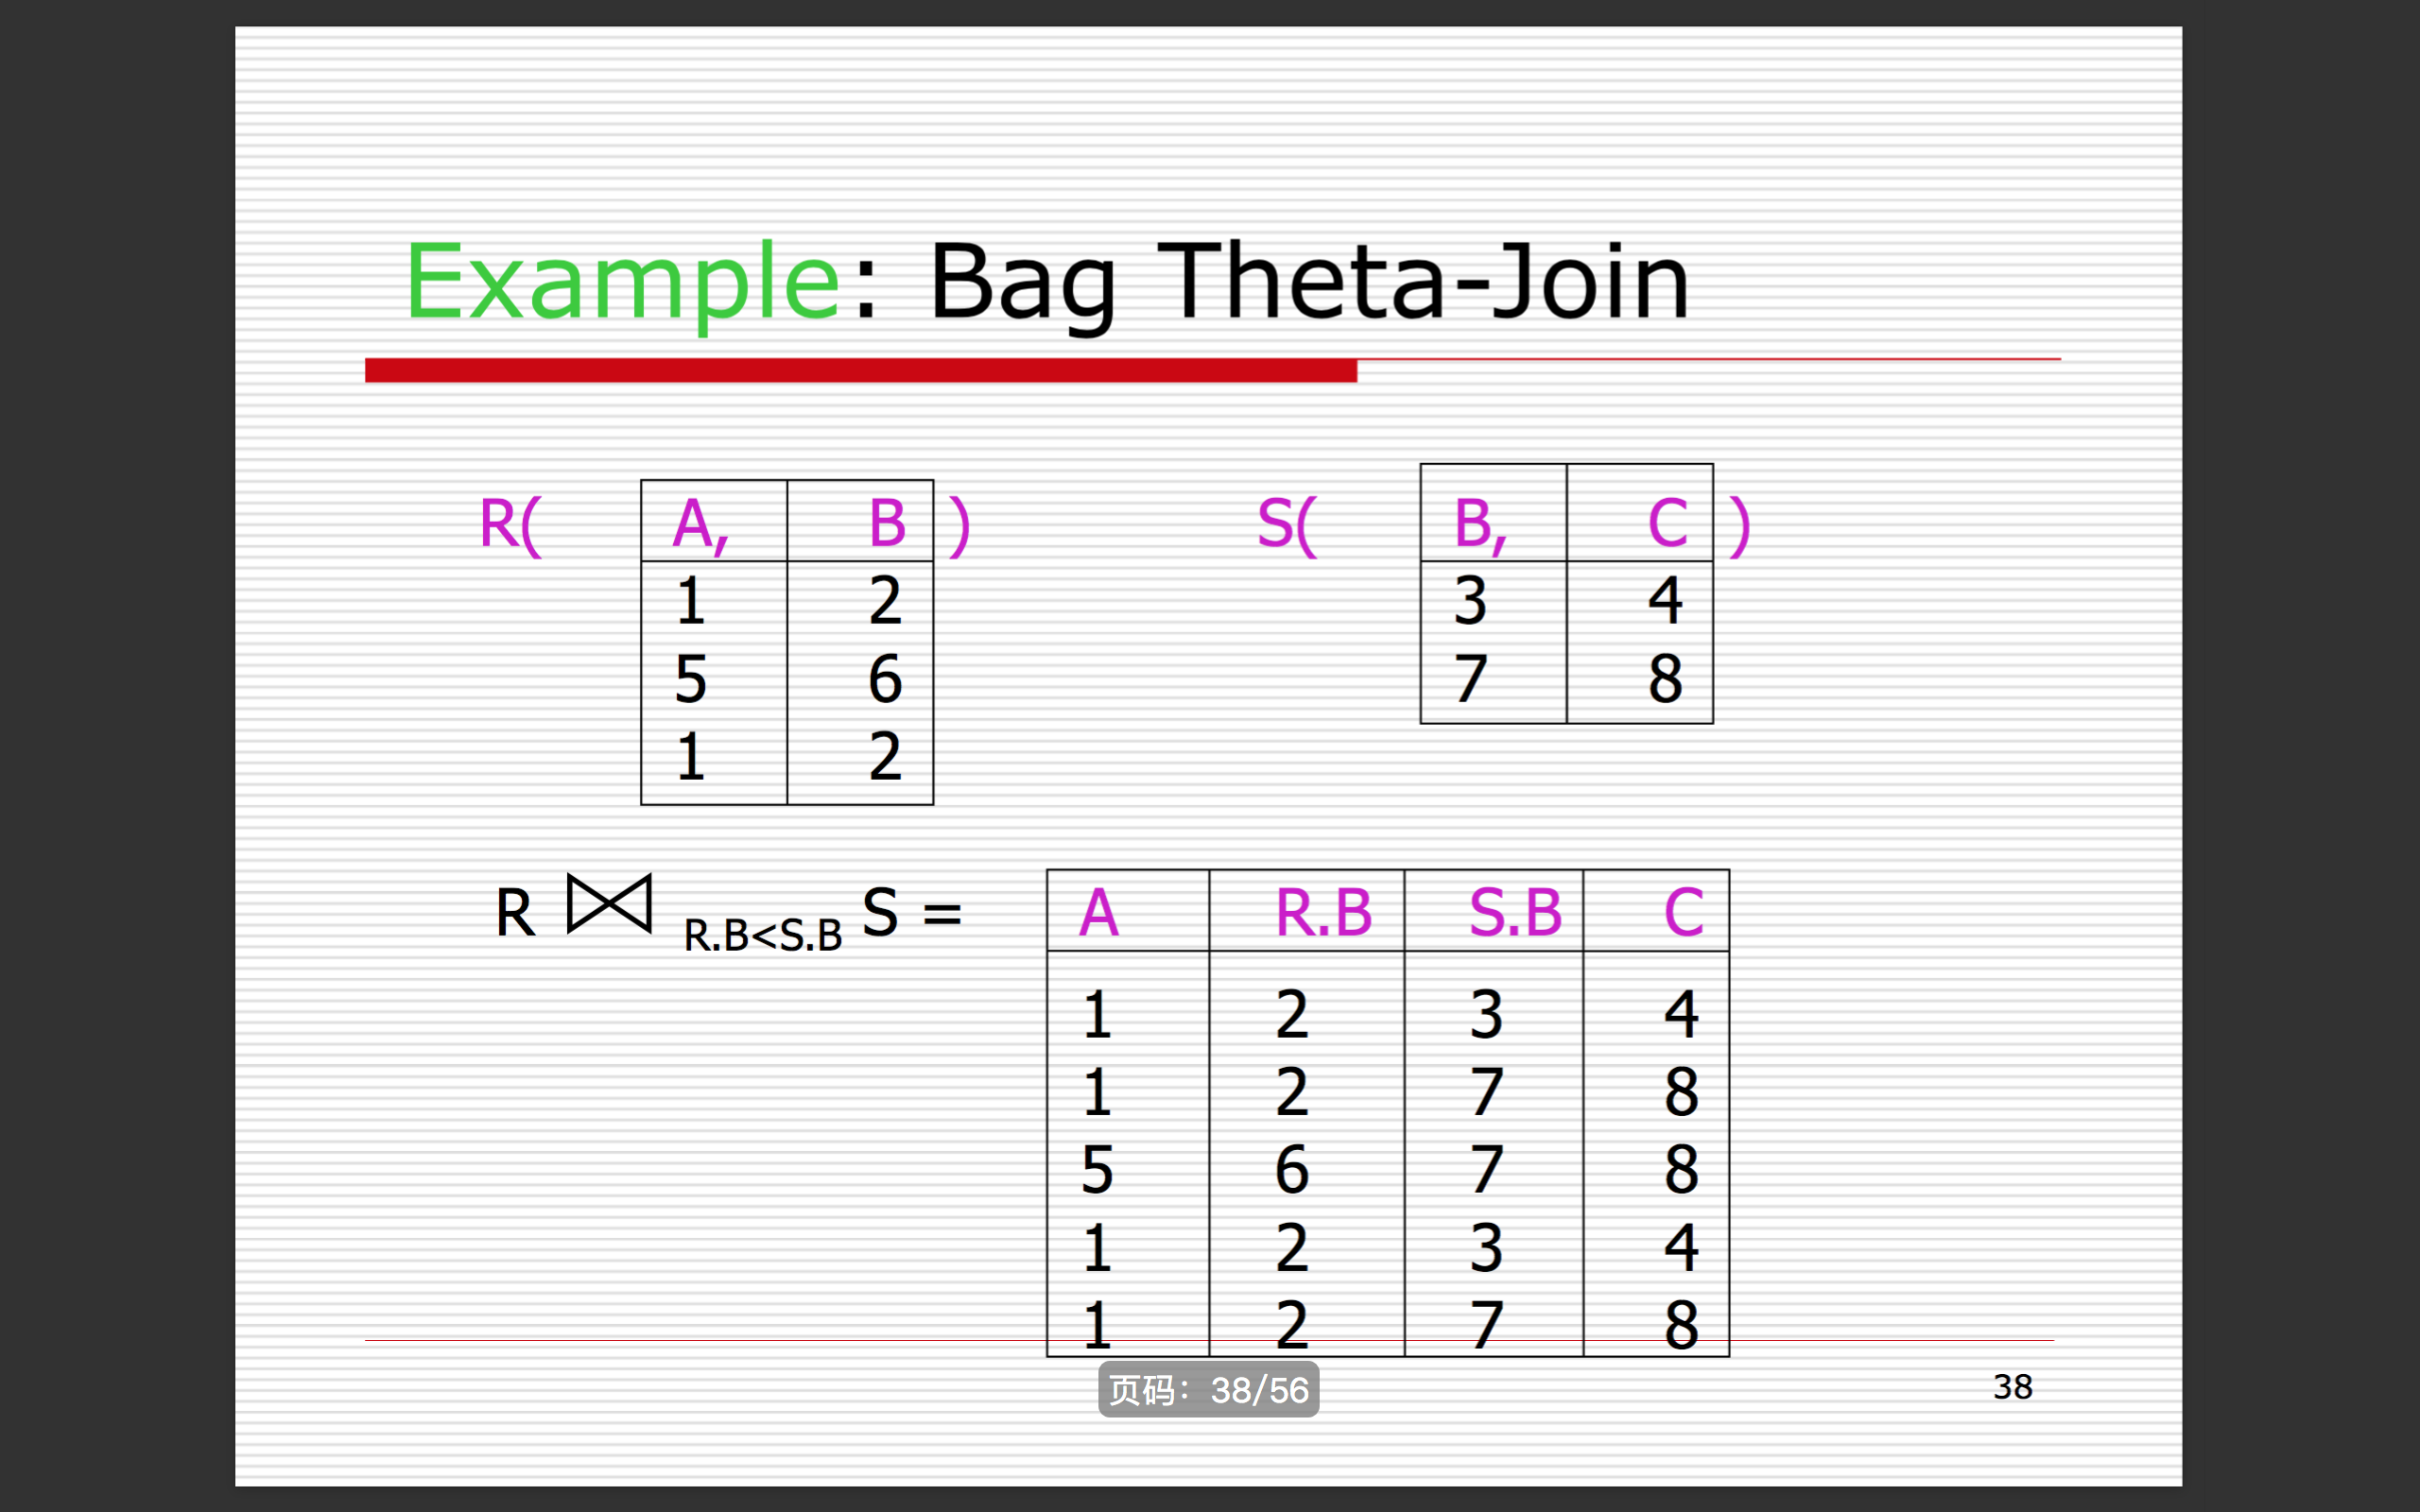 Example: Bag Theta-Join
R( A, B ) S( B, C )
1 2 3 4
5 6 7 8
1 2
R ⋈ R.B<S.B S = A R.B S.B C
1 2 3 4
1 2 7 8
5 6 7 8
1 2 3 4
1 2 7 8
页码：38/56
38